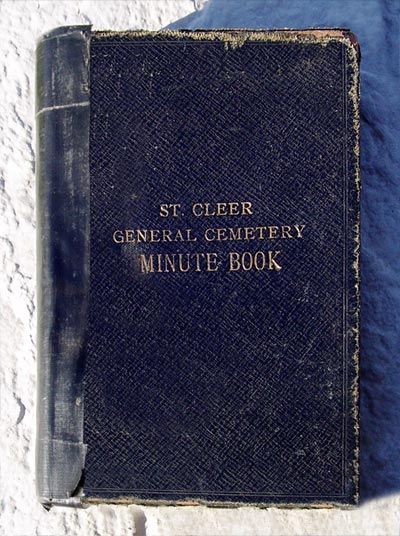 ST. CLEER
GENERAL CEMETERY
MINUTE BOOK